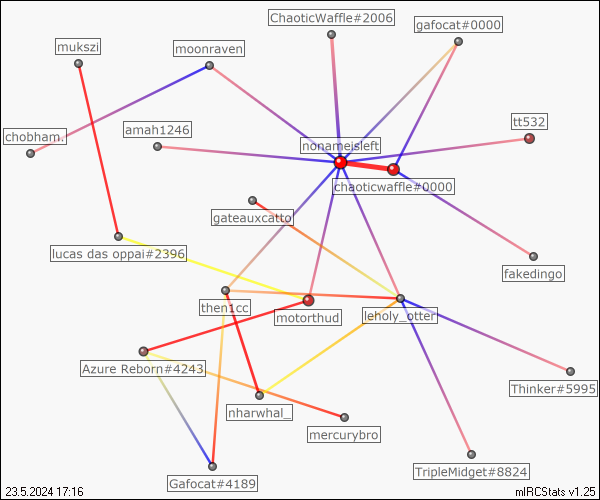 ChaoticWaffle#2006
gafocat#0000
mukszi
moonraven
tt532
amah1246
chobham.
nonameisleft
chaoticwaffle#0000
gateauxcatto
lucas das oppai#2396
fakedingo
then1cc
motorthud
leholy_otter
Azure Reborn#4243
Thinker#5995
nharwhal_
mercurybro
TripleMidget#8824
Gafocat#4189
23.5.2024 17:16
mIRCStats v1.25